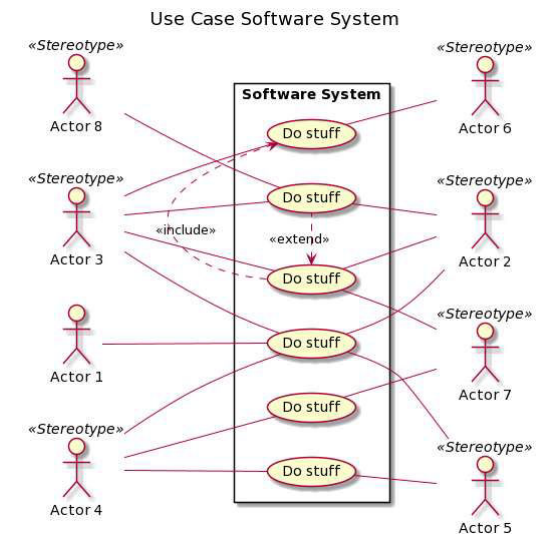 Use Case Software System
«Stereotype»
Actor 8
«Stereotype»
Actor 3
Actor 1
«Stereotype»
Actor 4
Software System
Do stuff
Do stuff
«include»
«extend»
Do stuff
Do stuff
Do stuff
Do stuff
«Stereotype»
Actor 6
«Stereotype»
Actor 2
«Stereotype»
Actor 7
«Stereotype»
Actor 5